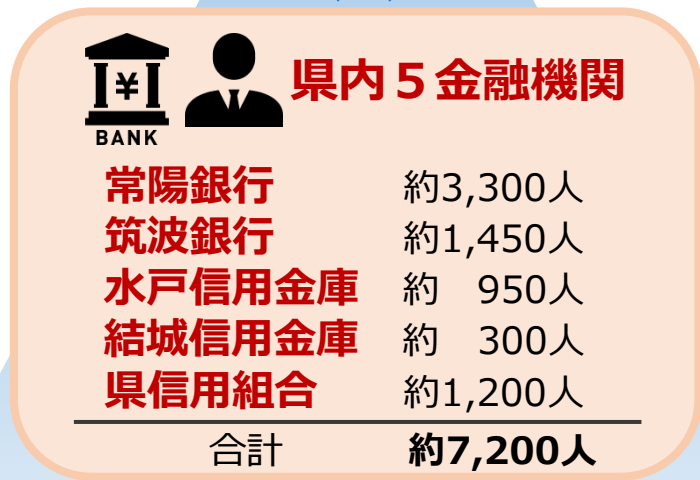 ¥
BANK
県内５金融機関
常陽銀行 約3,300人
筑波銀行 約1,450人
水戸信用金庫 約　950人
結城信用金庫 約　300人
県信用組合 約1,200人
合計 約7,200人